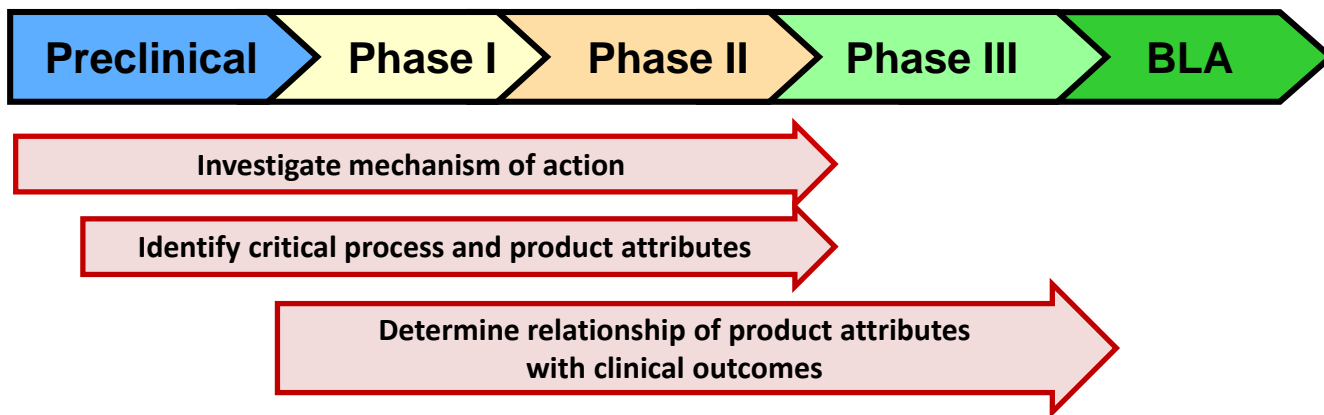 Preclinical Phase I Phase II Phase III BLA
Investigate mechanism of action
Identify critical process and product attributes
Determine relationship of product attributes
with clinical outcomes